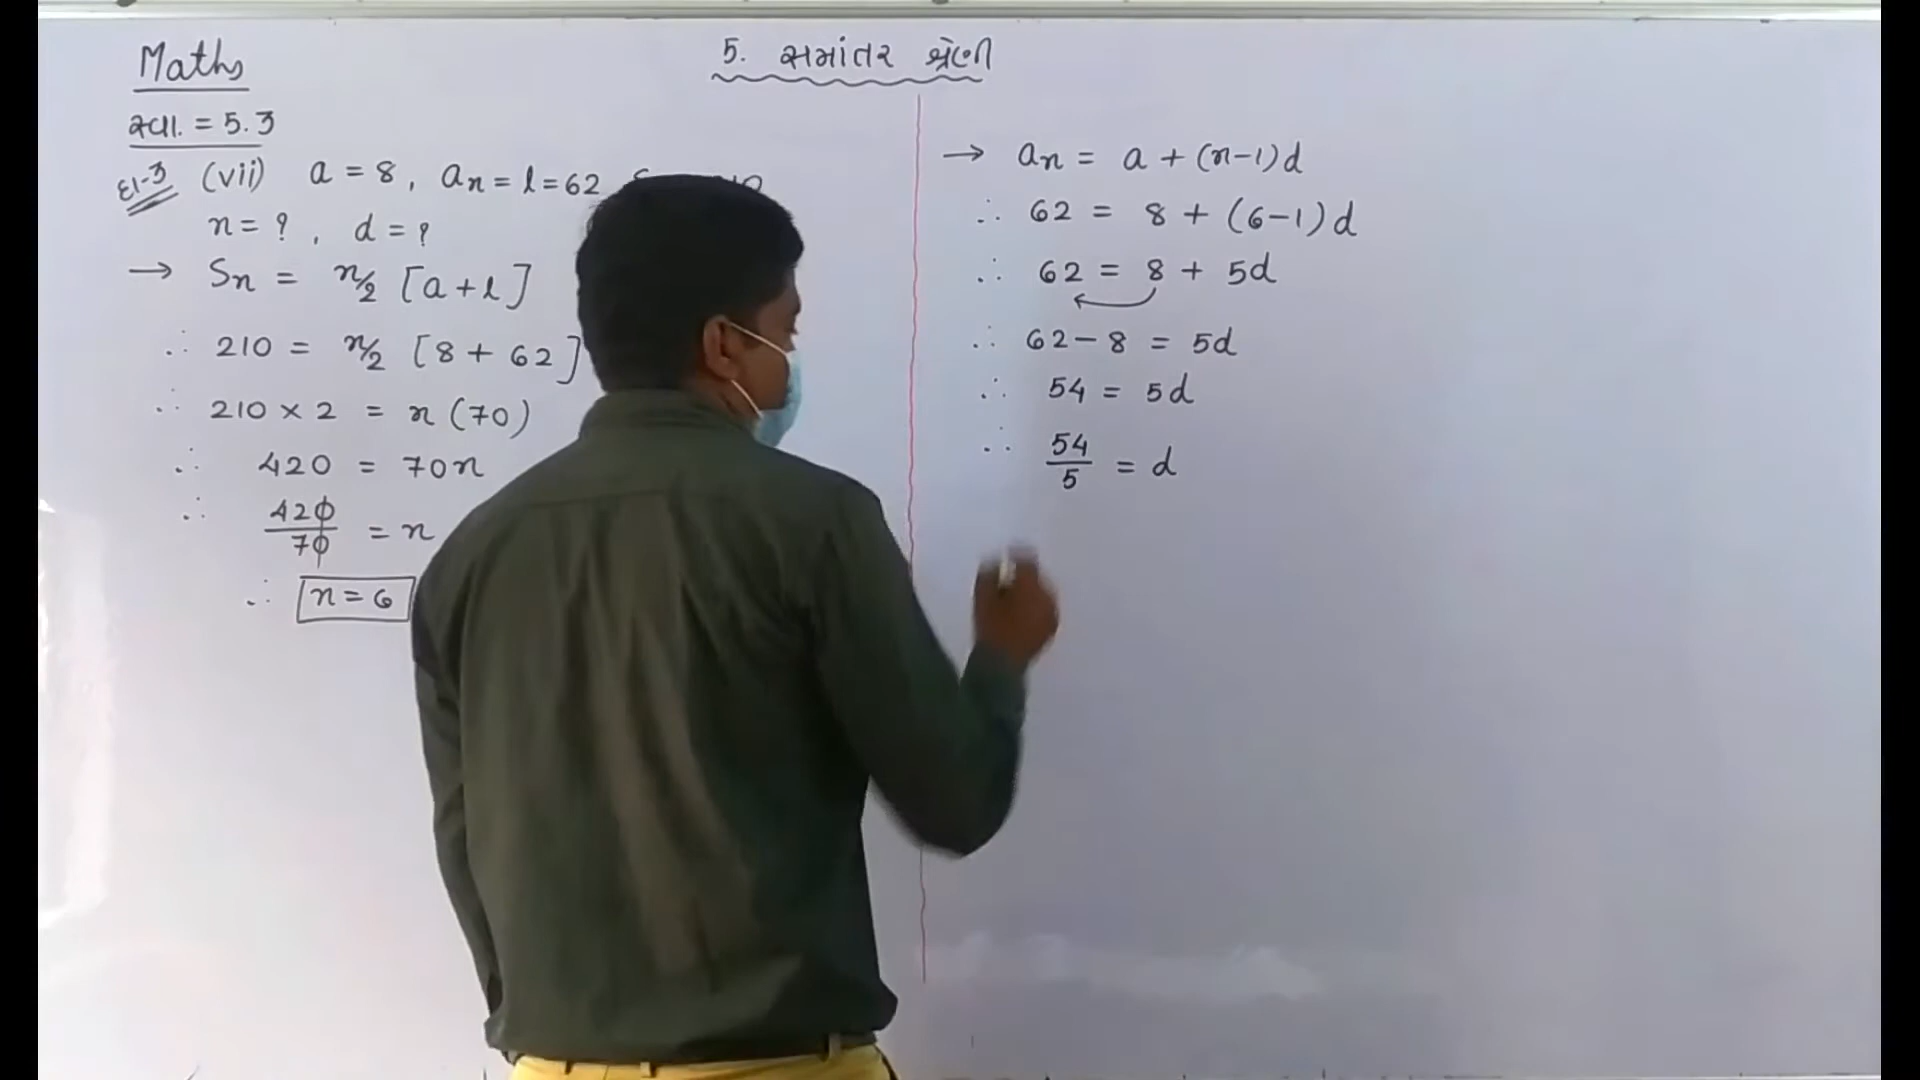 Maths
5. સમાંતર શ્રેણી
સ્વા. = 5.3
દા-3 (vii) a = 8, an = l = 62
n = ?, d = ?
→ Sn = n/2 [a + l]
∴ 210 = n/2 [8 + 62]
∴ 210 × 2 = n (70)
∴ 420 = 70n
∴ 420/70 = n
∴ n = 6
→ an = a + (n-1)d
∴ 62 = 8 + (6-1)d
∴ 62 = 8 + 5d
∴ 62 - 8 = 5d
∴ 54 = 5d
∴ 54/5 = d